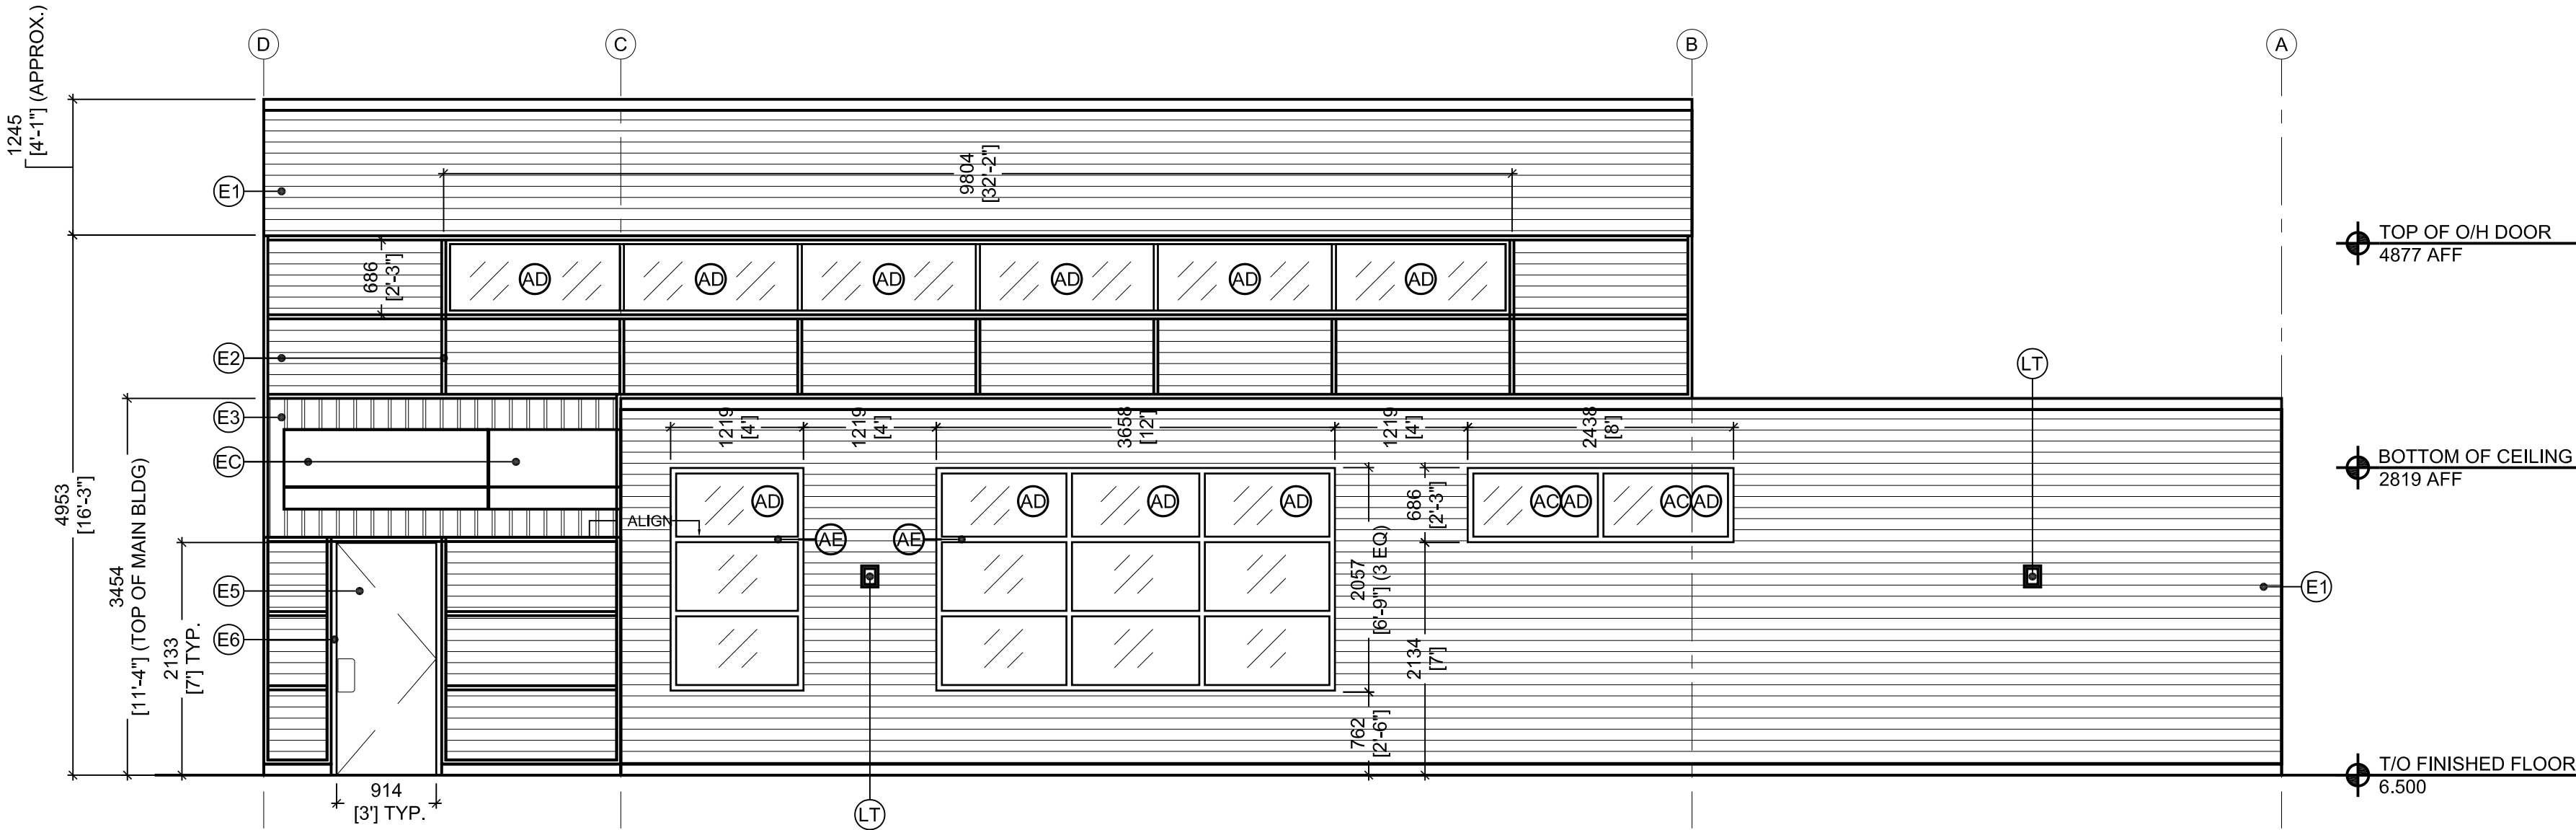 D
C
B
A
1245
[4'-1"] (APPROX.)
E1
9804
[32'-2"]
TOP OF O/H DOOR
4877 AFF
686
[2'-3"]
AD
AD
AD
AD
AD
AD
E2
LT
E3
1219
[4']
1219
[4']
3658
[12']
1219
[4']
2438
[8']
EC
BOTTOM OF CEILING
2819 AFF
4953
[16'-3"]
3454
[11'-4"] (TOP OF MAIN BLDG)
ALIGN
AD
AD
AD
AD
686
[2'-3"]
AC
AD
AC
AD
AE
AE
2057
[6'-9"] (3 EQ)
E5
E1
E6
2133
[7'] TYP.
2134
[7']
762
[2'-6"]
T/O FINISHED FLOOR
6.500
914
[3'] TYP.
LT